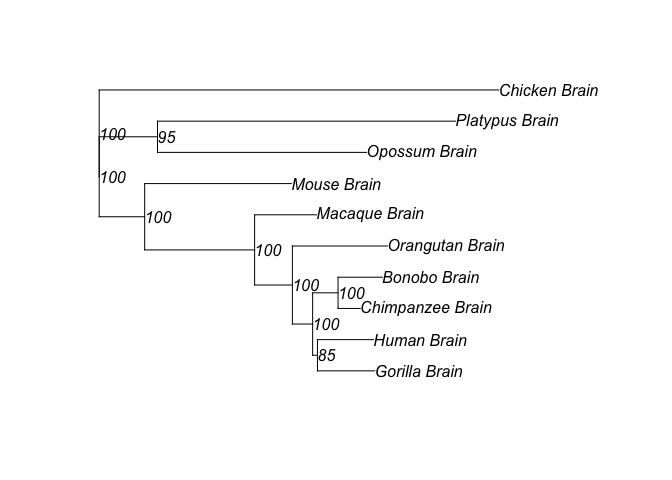 Chicken Brain
Platypus Brain
100
95
Opossum Brain
100
Mouse Brain
Macaque Brain
100
Orangutan Brain
100
Bonobo Brain
100
100
Chimpanzee Brain
100
Human Brain
85
Gorilla Brain